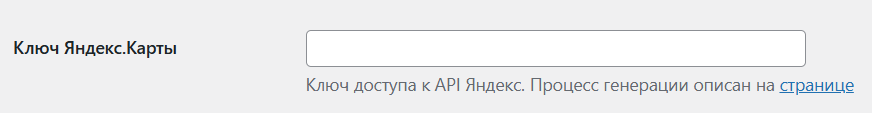 Ключ Яндекс.Карты
Ключ доступа к API Яндекс. Процесс генерации описан на странице